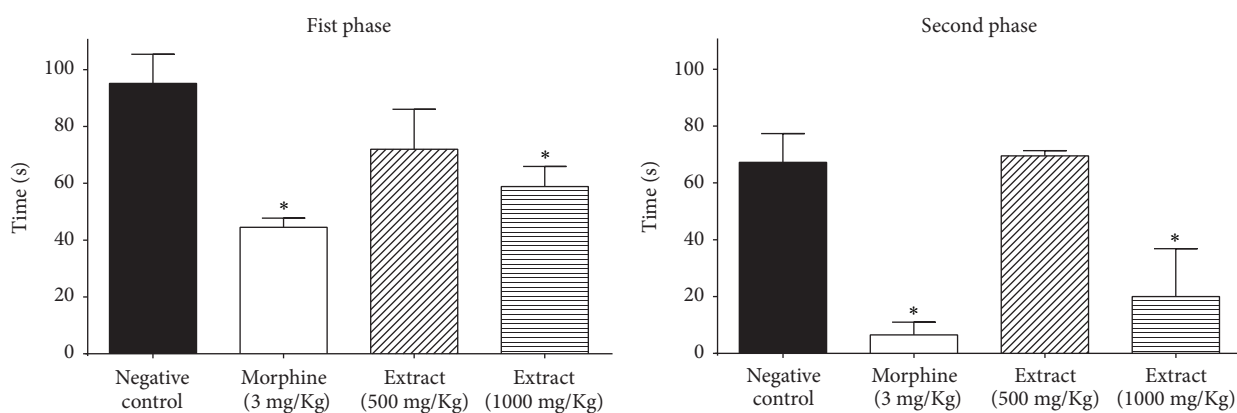 Fist phase
Time (s)
100
80
60
40
20
0
*
*
Negative
control
Morphine
(3 mg/Kg)
Extract
(500 mg/Kg)
Extract
(1000 mg/Kg)
Second phase
Time (s)
100
80
60
40
20
0
*
*
Negative
control
Morphine
(3 mg/Kg)
Extract
(500 mg/Kg)
Extract
(1000 mg/Kg)